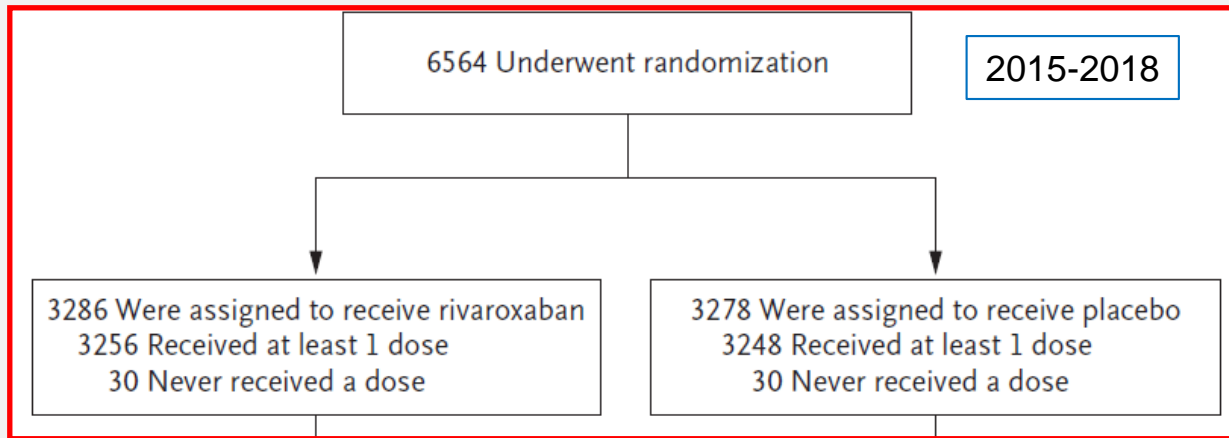 6564 Underwent randomization
2015-2018
3286 Were assigned to receive rivaroxaban
3256 Received at least 1 dose
30 Never received a dose
3278 Were assigned to receive placebo
3248 Received at least 1 dose
30 Never received a dose